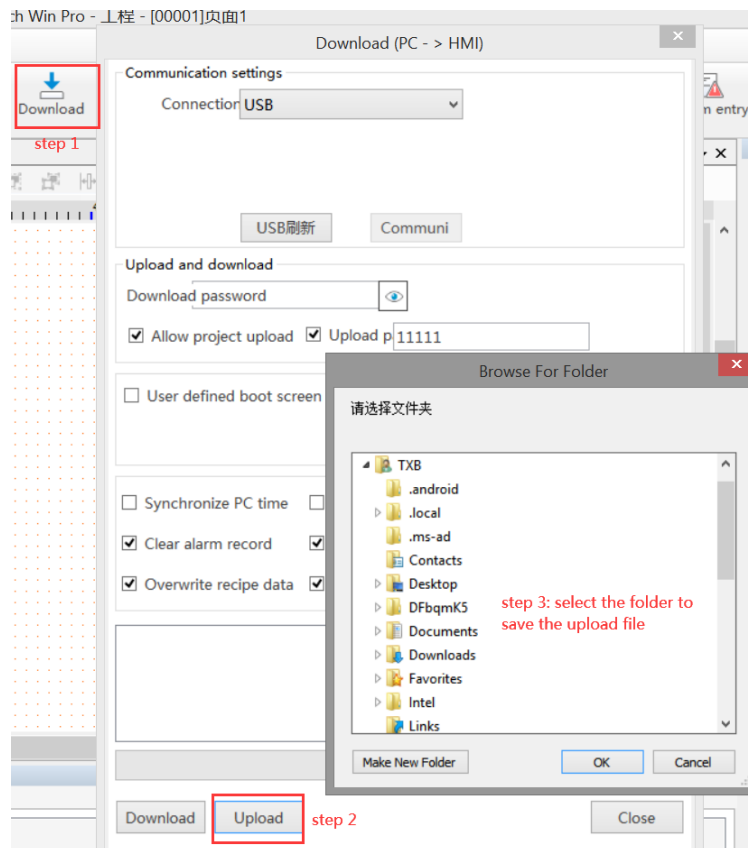 ch Win Pro - 工程 - [00001]页面1
Download (PC - > HMI)
Communication settings
Download
Connection USB
m entry
step 1
USB刷新
Communi
Upload and download
Download password
Allow project upload
Upload p 11111
Browse For Folder
User defined boot screen
请选择文件夹
TXB
.android
Synchronize PC time
.local
.ms-ad
Clear alarm record
Contacts
Overwrite recipe data
Desktop
DFbqmK5
step 3: select the folder to
save the upload file
Documents
Downloads
Favorites
Intel
Links
Make New Folder
OK
Cancel
Download
Upload
step 2
Close